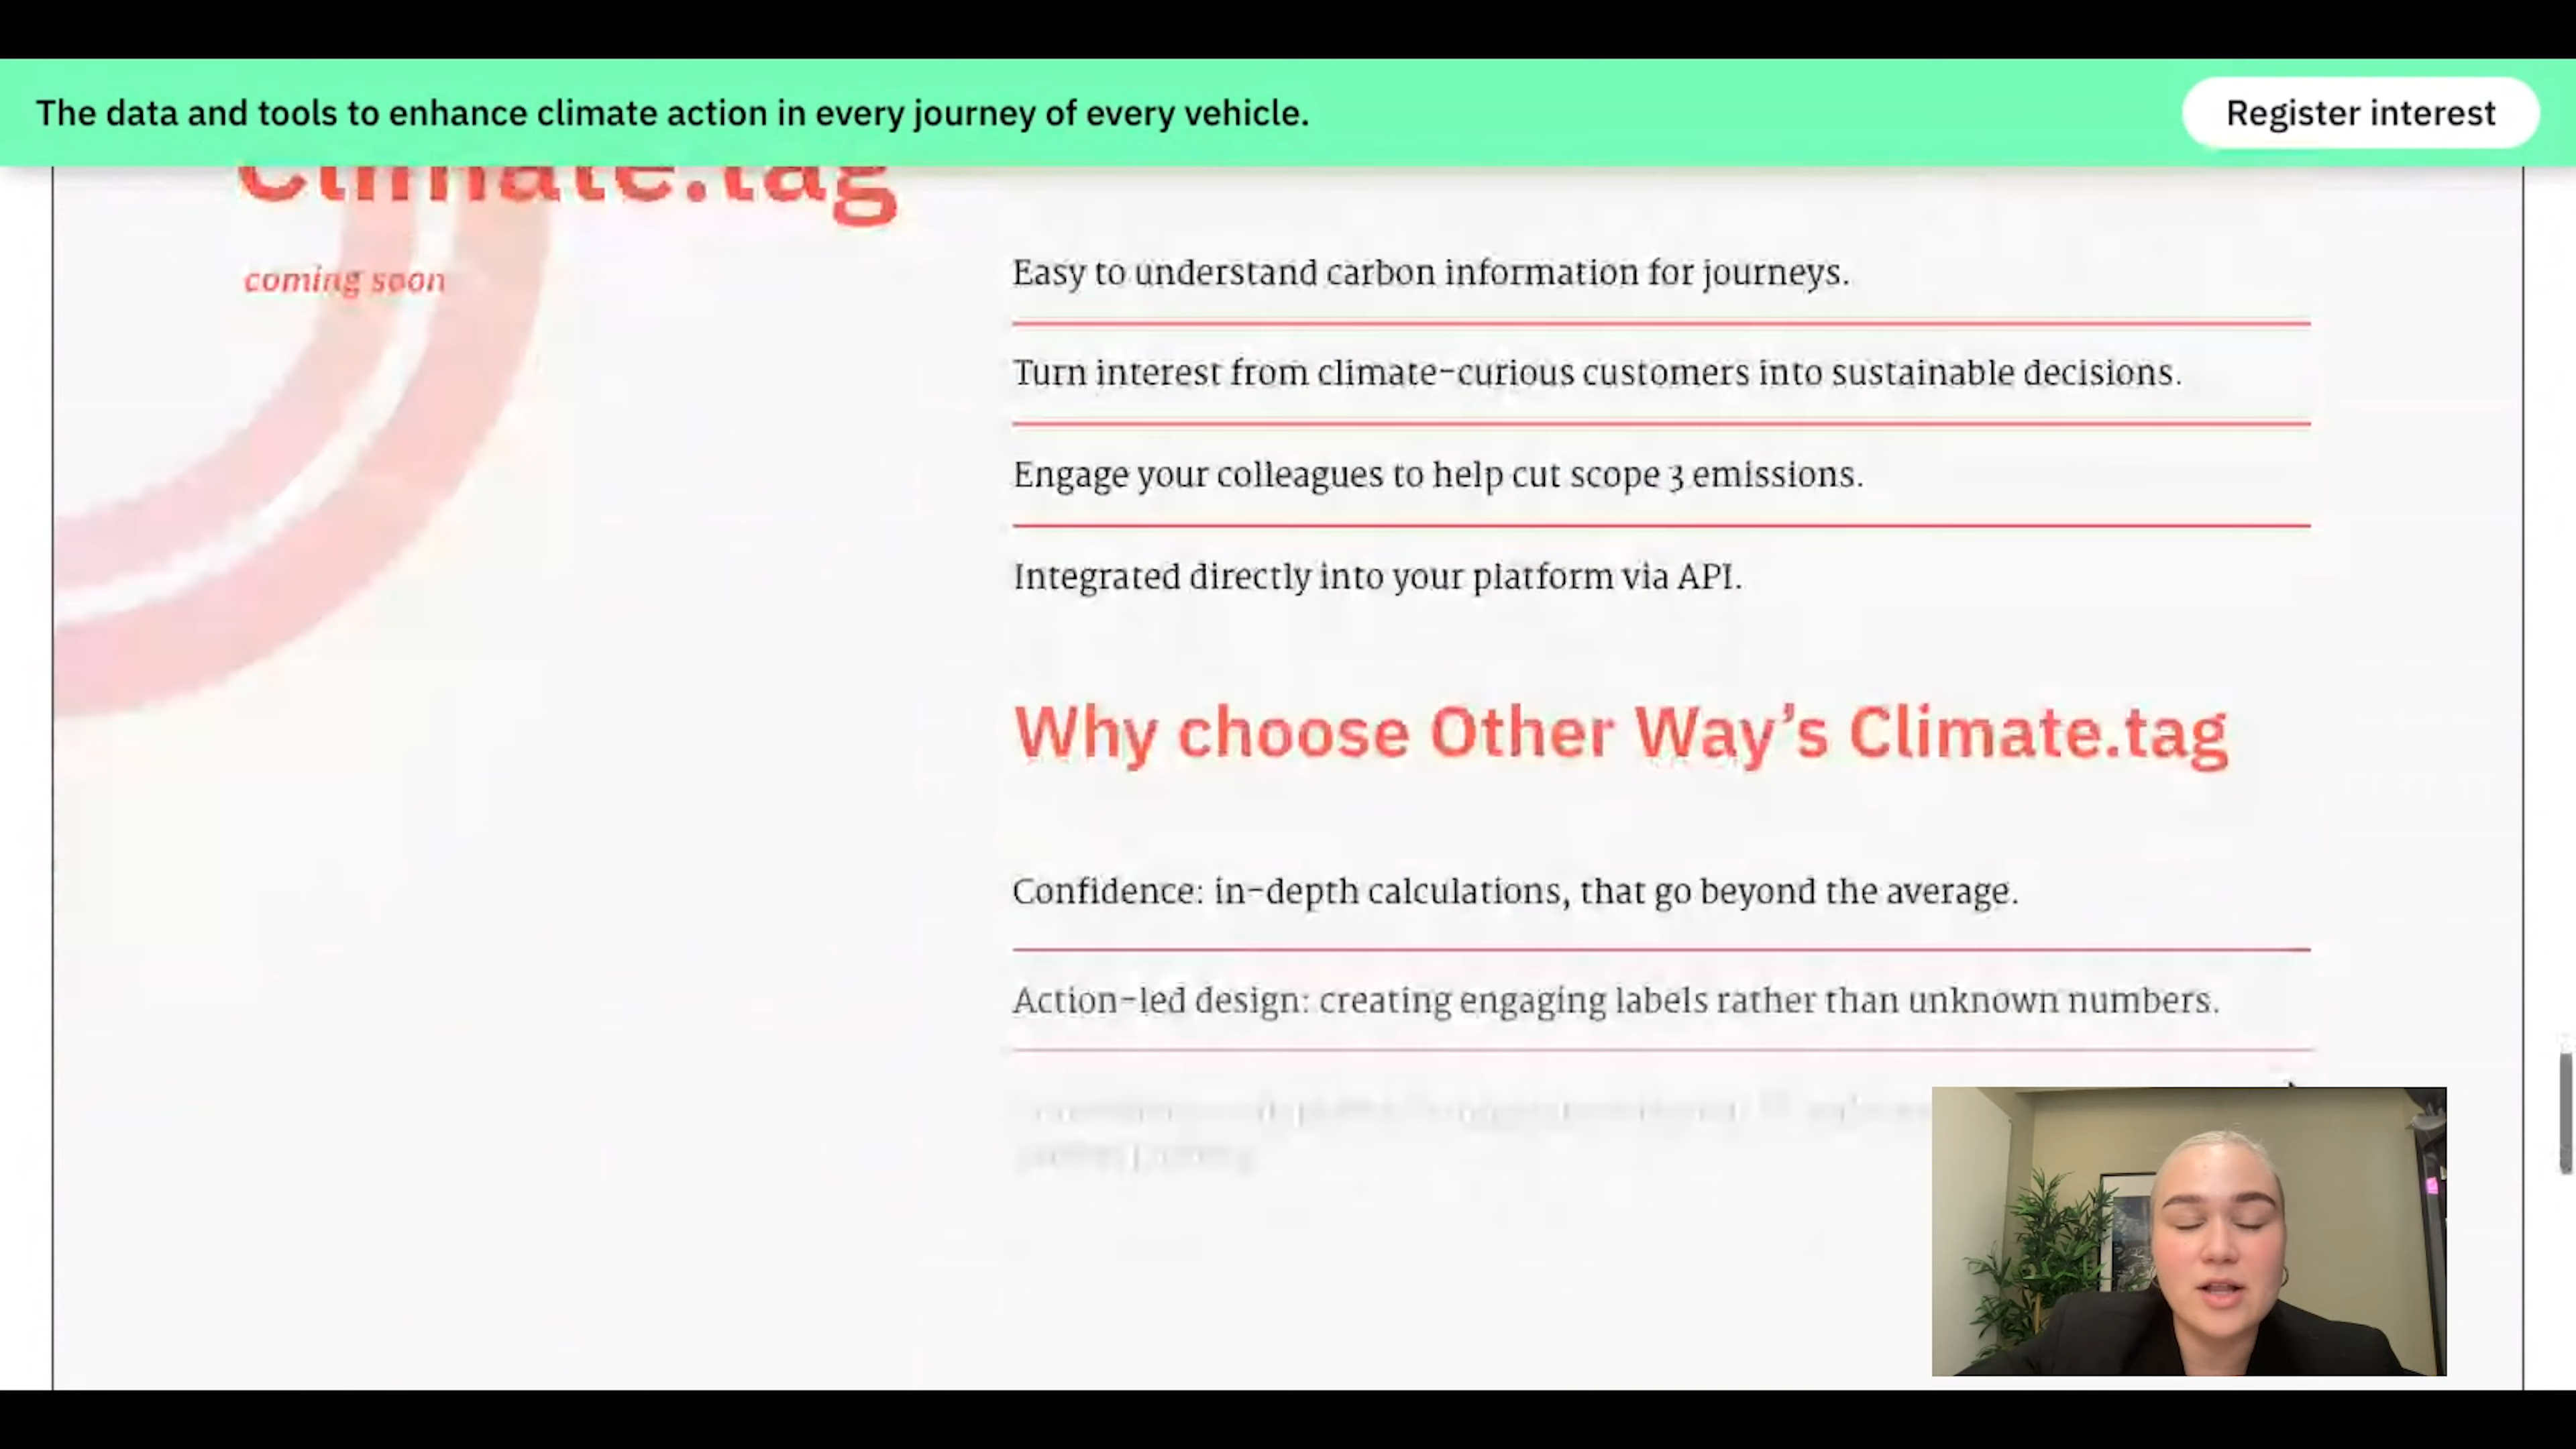 The data and tools to enhance climate action in every journey of every vehicle.
Register interest
Climate.tag
coming soon
Easy to understand carbon information for journeys.
Turn interest from climate-curious customers into sustainable decisions.
Engage your colleagues to help cut scope 3 emissions.
Integrated directly into your platform via API.
Why choose Other Way’s Climate.tag
Confidence: in-depth calculations, that go beyond the average.
Action-led design: creating engaging labels rather than unknown numbers.